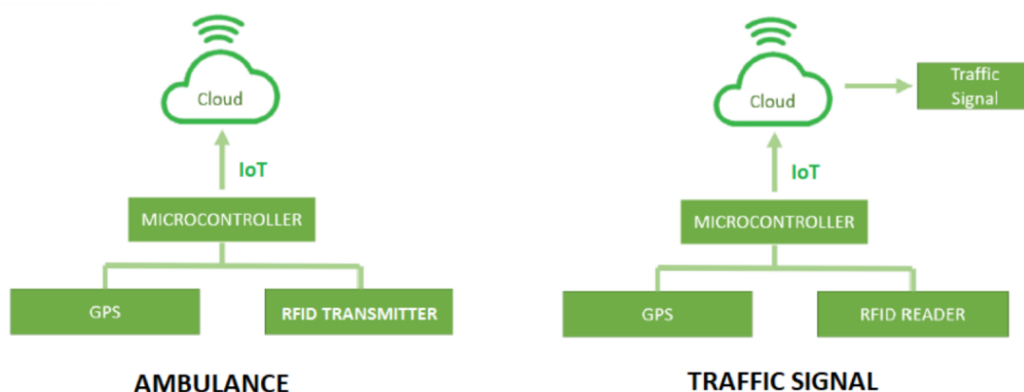 Cloud
IoT
MICROCONTROLLER
GPS
RFID TRANSMITTER
AMBULANCE
Cloud
Traffic
Signal
IoT
MICROCONTROLLER
GPS
RFID READER
TRAFFIC SIGNAL